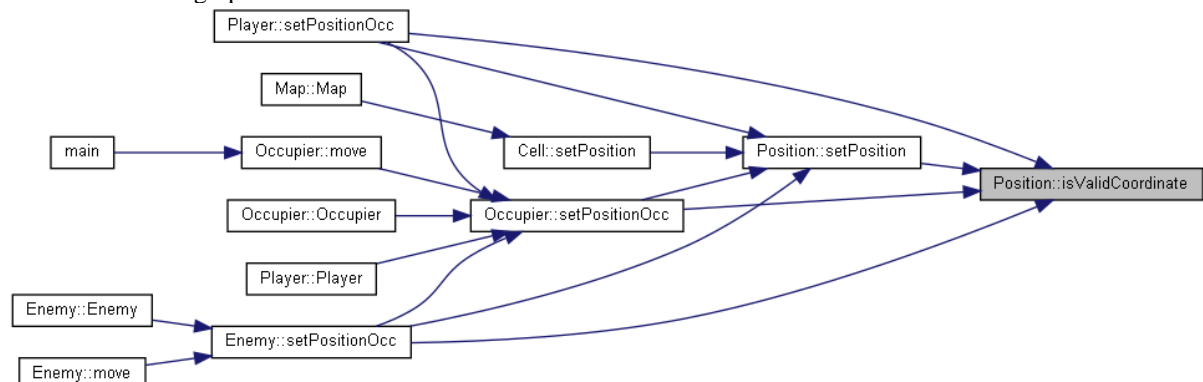 Player::setPositionOcc
Map::Map
main
Occupier::move
Cell::setPosition
Position::setPosition
Position::isValidCoordinate
Occupier::Occupier
Occupier::setPositionOcc
Player::Player
Enemy::Enemy
Enemy::setPositionOcc
Enemy::move